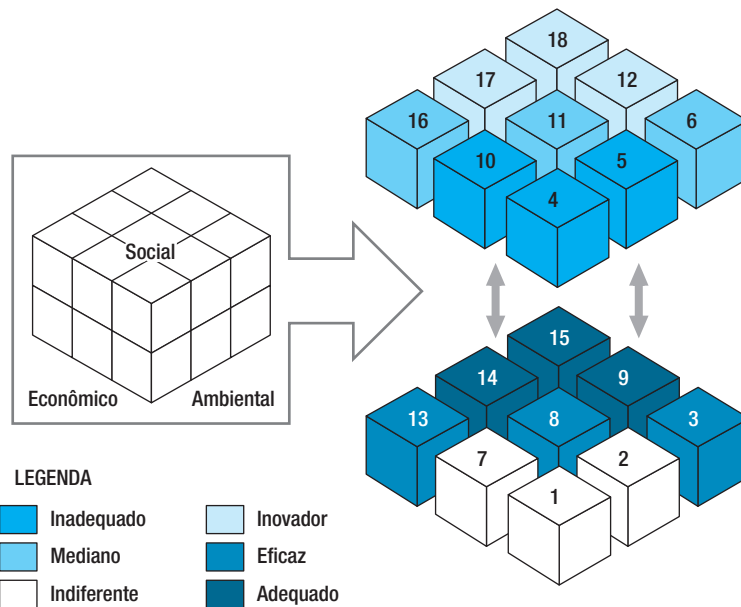 18
17
12
16
11
6
10
5
4
Social
Econômico
Ambiental
15
14
9
13
8
3
7
2
1
LEGENDA
Inadequado
Inovador
Mediano
Eficaz
Indiferente
Adequado